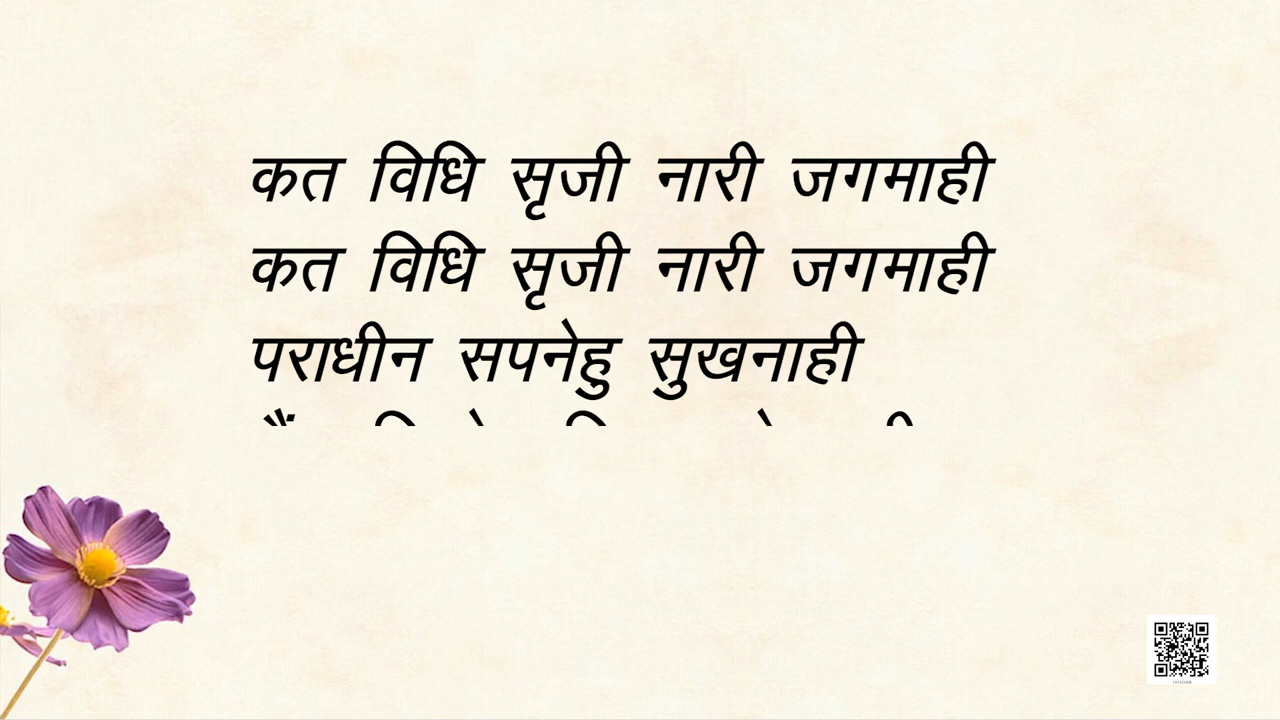 कत विधि सृजी नारी जगमाही
कत विधि सृजी नारी जगमाही
पराधीन सपनेहु सुखनाही